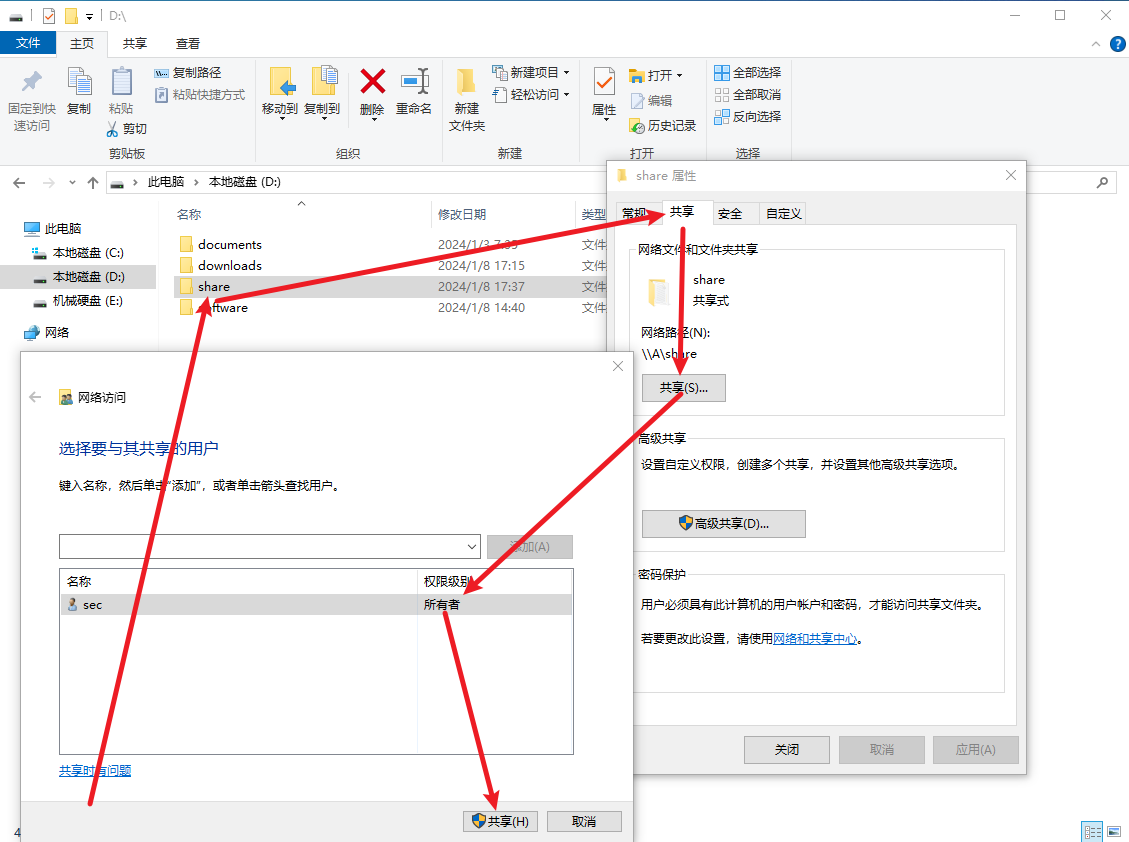 D:\
文件
主页
共享
查看
固定到快
速访问
复制
粘贴
复制路径
粘贴快捷方式
剪切
剪贴板
移动到
复制到
删除
重命名
组织
新建
文件夹
新建项目
轻松访问
新建
属性
打开
编辑
历史记录
打开
全部选择
全部取消
反向选择
选择
此电脑
本地磁盘 (D:)
此电脑
本地磁盘 (C:)
本地磁盘 (D:)
机械硬盘 (E:)
网络
名称
修改日期
类型
documents
2024/1/3 7:05
文件
downloads
2024/1/8 17:15
文件
share
2024/1/8 17:37
文件
software
2024/1/8 14:40
文件
4
share 属性
常规
共享
安全
自定义
网络文件和文件夹共享
share
共享式
网络路径(N):
\\A\share
共享(S)...
高级共享
设置自定义权限，创建多个共享，并设置其他高级共享选项。
高级共享(D)...
密码保护
用户必须具有此计算机的用户帐户和密码，才能访问共享文件夹。
若要更改此设置，请使用网络和共享中心。
关闭
取消
应用(A)
网络访问
选择要与其共享的用户
键入名称，然后单击"添加"，或者单击箭头查找用户。
添加(A)
名称
权限级别
sec
所有者
共享时有问题
共享(H)
取消